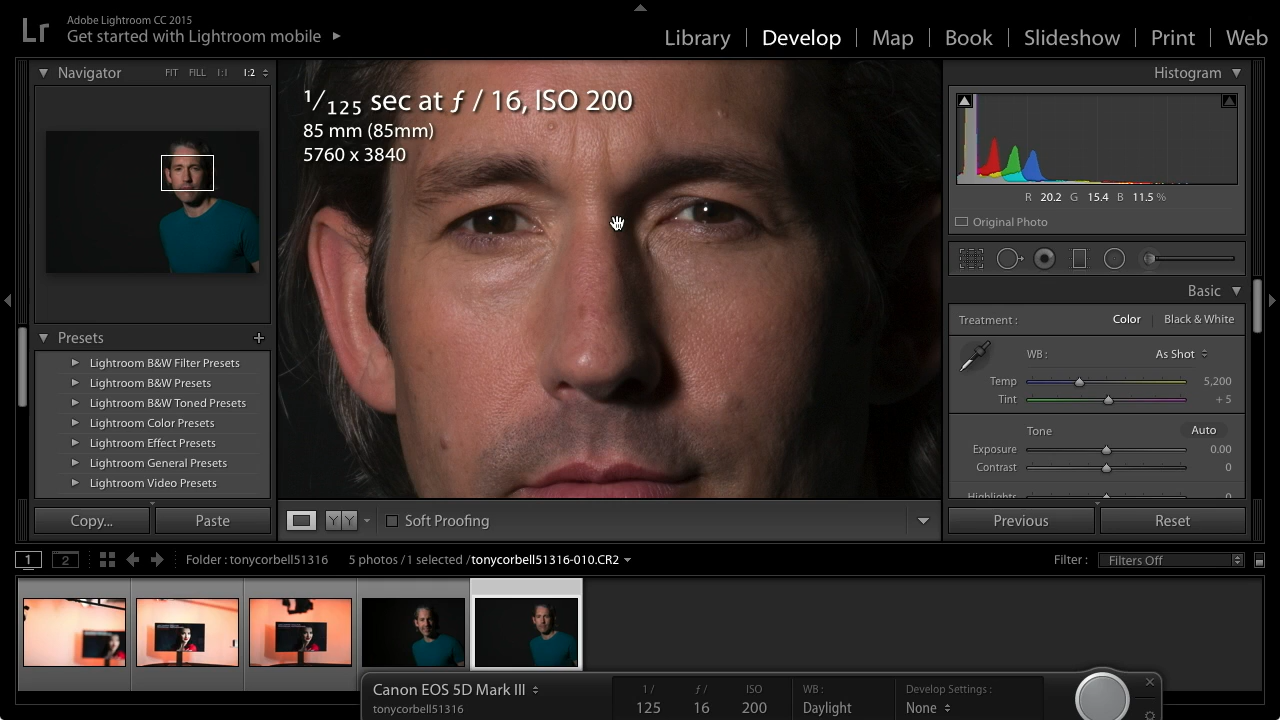 Lr
Adobe Lightroom CC 2015
Get started with Lightroom mobile
Library | Develop | Map | Book | Slideshow | Print | Web
Navigator FIT FILL 1:1 1:2
1/125 sec at ƒ / 16, ISO 200
85 mm (85mm)
5760 x 3840
Histogram
R 20.2 G 15.4 B 11.5 %
Original Photo
Basic
Treatment : Color Black & White
WB : As Shot
Temp 5,200
Tint + 5
Tone Auto
Exposure 0.00
Contrast 0
Highlights 0
Presets +
Lightroom B&W Filter Presets
Lightroom B&W Presets
Lightroom B&W Toned Presets
Lightroom Color Presets
Lightroom Effect Presets
Lightroom General Presets
Lightroom Video Presets
Copy... Paste
Y Y Soft Proofing
Previous Reset
1 2 Folder : tonycorbell51316 5 photos / 1 selected / tonycorbell51316-010.CR2
Filter : Filters Off
Canon EOS 5D Mark III
tonycorbell51316
1 / ƒ / ISO WB : Develop Settings :
125 16 200 Daylight None